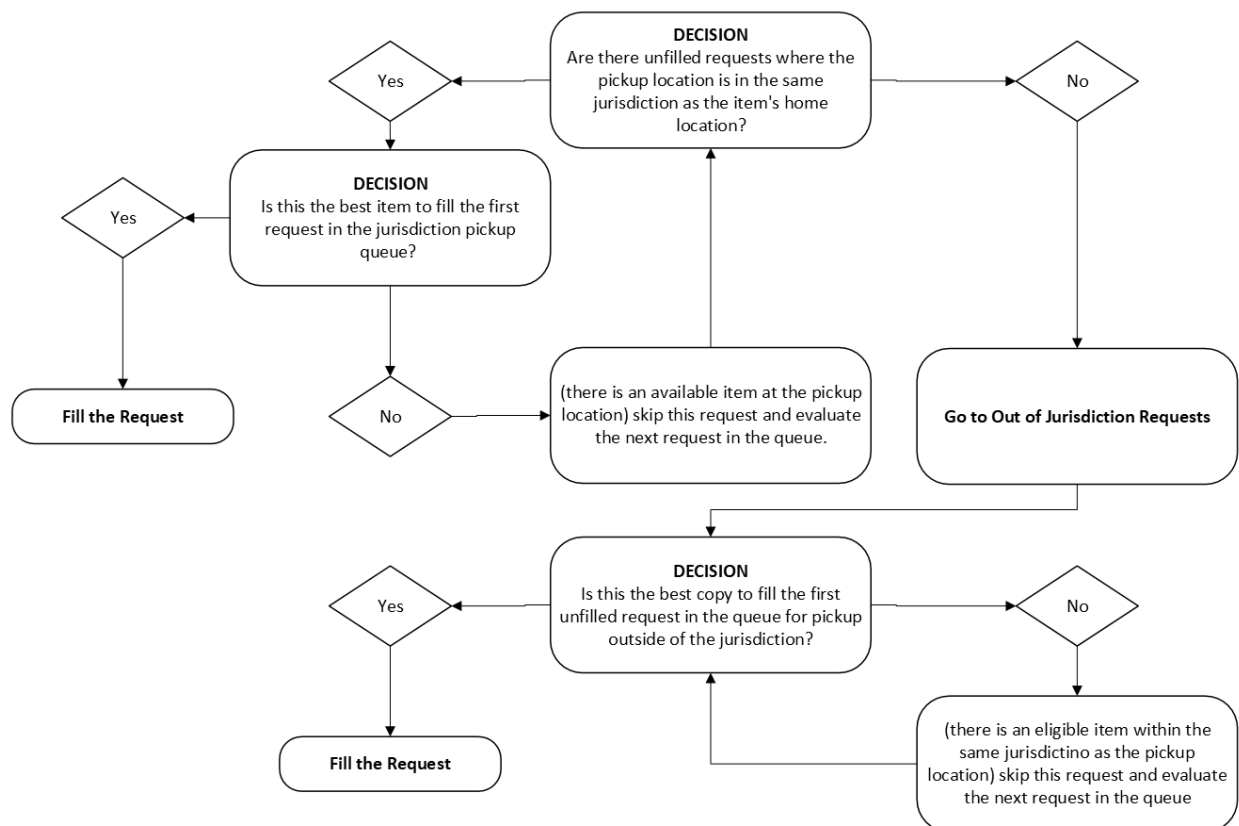 DECISION
Are there unfilled requests where the
pickup location is in the same
jurisdiction as the item's home
location?
Yes
No
DECISION
Is this the best item to fill the first
request in the jurisdiction pickup
queue?
Yes
Fill the Request
No
(there is an available item at the pickup
location) skip this request and evaluate
the next request in the queue.
Go to Out of Jurisdiction Requests
DECISION
Is this the best copy to fill the first
unfilled request in the queue for pickup
outside of the jurisdiction?
Yes
No
Fill the Request
(there is an eligible item within the
same jurisdictino as the pickup
location) skip this request and evaluate
the next request in the queue